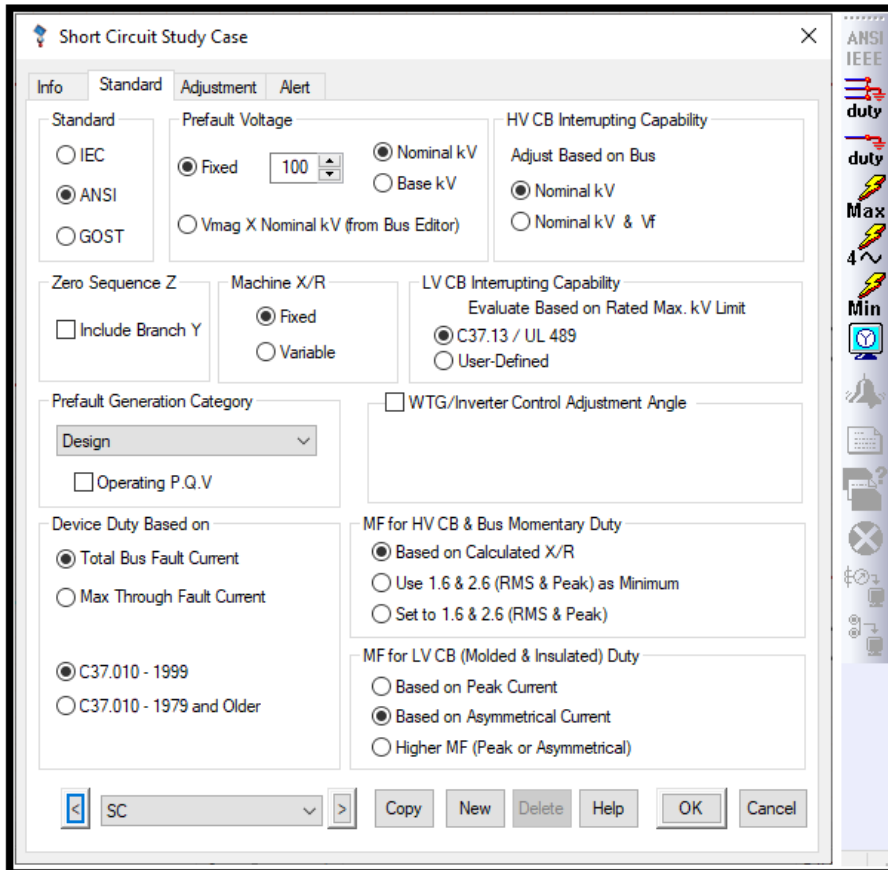 Short Circuit Study Case
Info Standard Adjustment Alert
Standard
IEC
ANSI
GOST
Prefault Voltage
Fixed 100
Nominal kV
Base kV
Vmag X Nominal kV (from Bus Editor)
HV CB Interrupting Capability
Adjust Based on Bus
Nominal kV
Nominal kV & Vf
Zero Sequence Z
Include Branch Y
Machine X/R
Fixed
Variable
LV CB Interrupting Capability
Evaluate Based on Rated Max. kV Limit
C37.13 / UL 489
User-Defined
Prefault Generation Category
Design
Operating P.Q.V
WTG/Inverter Control Adjustment Angle
Device Duty Based on
Total Bus Fault Current
Max Through Fault Current
C37.010 - 1999
C37.010 - 1979 and Older
MF for HV CB & Bus Momentary Duty
Based on Calculated X/R
Use 1.6 & 2.6 (RMS & Peak) as Minimum
Set to 1.6 & 2.6 (RMS & Peak)
MF for LV CB (Molded & Insulated) Duty
Based on Peak Current
Based on Asymmetrical Current
Higher MF (Peak or Asymmetrical)
< SC > Copy New Delete Help OK Cancel
ANSI
IEEE
duty
duty
Max
4
Min